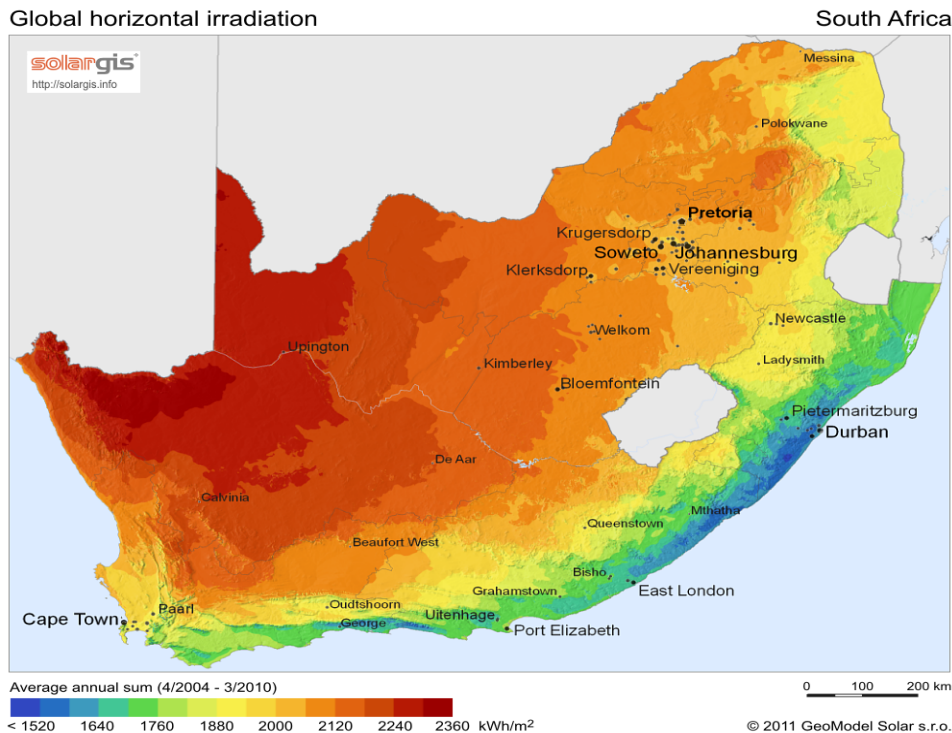 Global horizontal irradiation
South Africa
solargis
http://solargis.info
Messina
Polokwane
Pretoria
Krugersdorp
Soweto
Johannesburg
Klerksdorp
Vereeniging
Newcastle
Welkom
Upington
Ladysmith
Kimberley
Bloemfontein
Pietermaritzburg
Durban
De Aar
Calvinia
Mthatha
Queenstown
Beaufort West
Bisho
East London
Grahamstown
Oudtshoorn
Paarl
Uitenhage
Cape Town
George
Port Elizabeth
Average annual sum (4/2004 - 3/2010)
0 100 200 km
< 1520 1640 1760 1880 2000 2120 2240 2360 kWh/m²
© 2011 GeoModel Solar s.r.o.